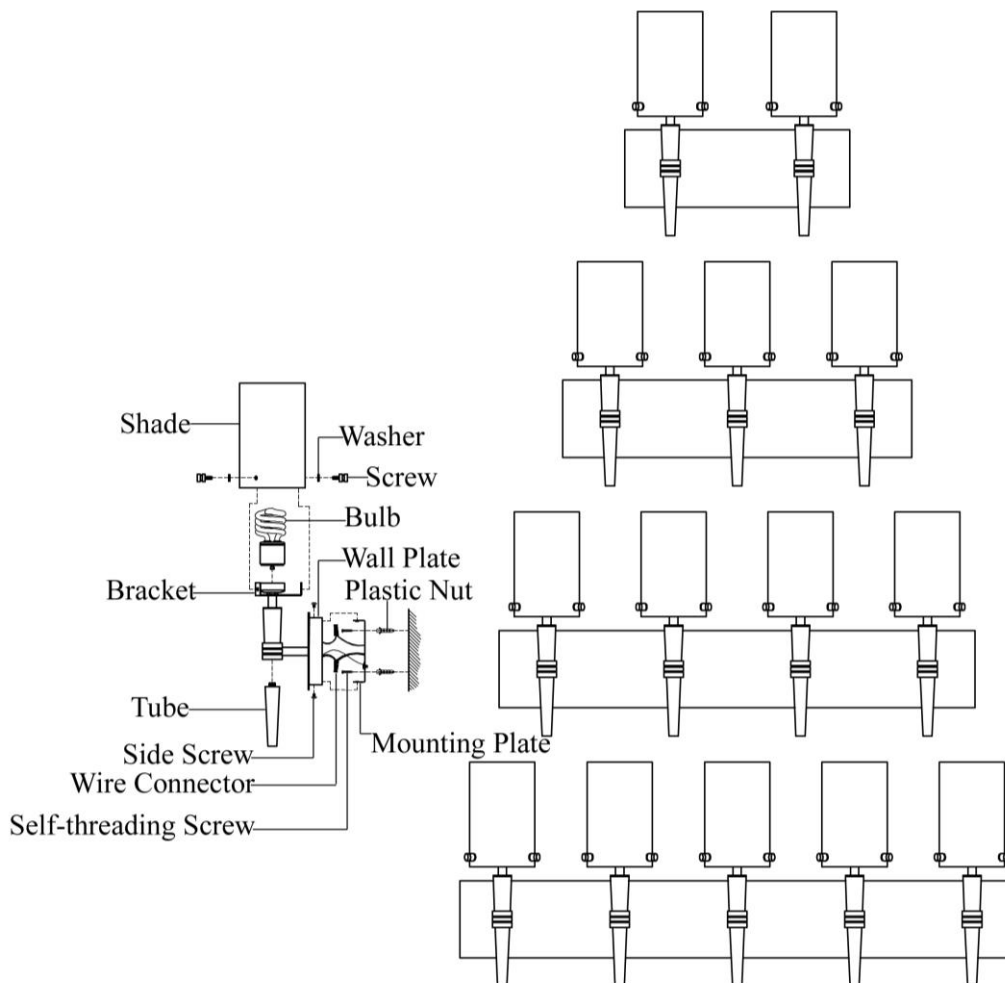 Shade
Washer
Screw
Bulb
Wall Plate
Bracket
Plastic Nut
Tube
Mounting Plate
Side Screw
Wire Connector
Self-threading Screw